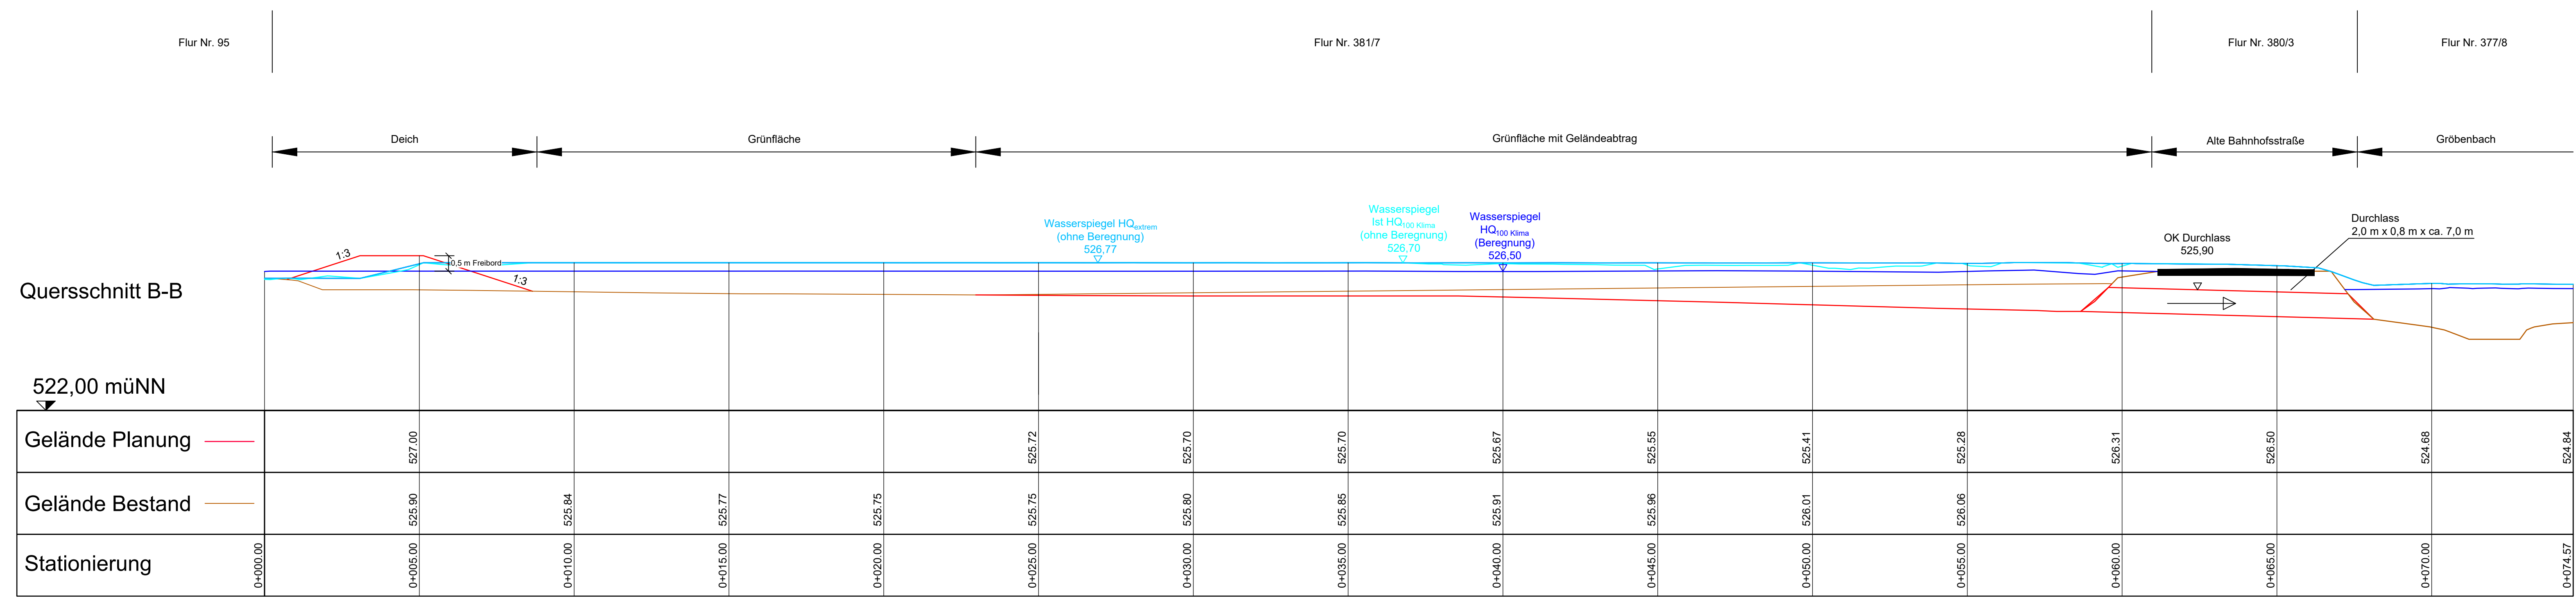 Flur Nr. 95
Flur Nr. 381/7
Flur Nr. 380/3
Flur Nr. 377/8
Deich
Grünfläche
Grünfläche mit Geländeabtrag
Alte Bahnhofsstraße
Gröbenbach
Wasserspiegel HQextrem
(ohne Beregnung)
526,77
Wasserspiegel
Ist HQ100 Klima
(ohne Beregnung)
526,70
Wasserspiegel
HQ100 Klima
(Beregnung)
526,50
OK Durchlass
525,90
Durchlass
2,0 m x 0,8 m x ca. 7,0 m
1:3
0,5 m Freibord
1:3
Quersschnitt B-B
522,00 müNN
Gelände Planung
527.00
525.72
525.70
525.70
525.67
525.55
525.41
525.28
526.31
526.50
524.68
524.84
Gelände Bestand
525.90
525.84
525.77
525.75
525.75
525.80
525.85
525.91
525.96
526.01
526.06
Stationierung
0+000.00
0+005.00
0+010.00
0+015.00
0+020.00
0+025.00
0+030.00
0+035.00
0+040.00
0+045.00
0+050.00
0+055.00
0+060.00
0+065.00
0+070.00
0+074.57